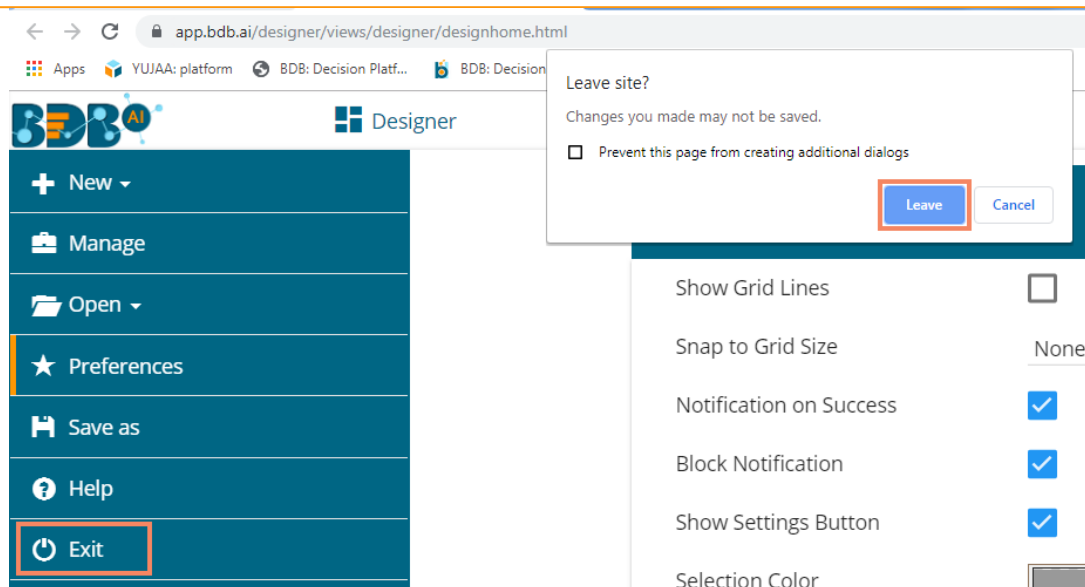 app.bdb.ai/designer/views/designer/designhome.html
Apps YUJAA: platform BDB: Decision Platf... BDB: Decision
Leave site?
Changes you made may not be saved.
Prevent this page from creating additional dialogs
Leave Cancel
BDB AI
Designer
New
Manage
Open
Preferences
Save as
Help
Exit
Show Grid Lines
Snap to Grid Size None
Notification on Success
Block Notification
Show Settings Button
Selection Color